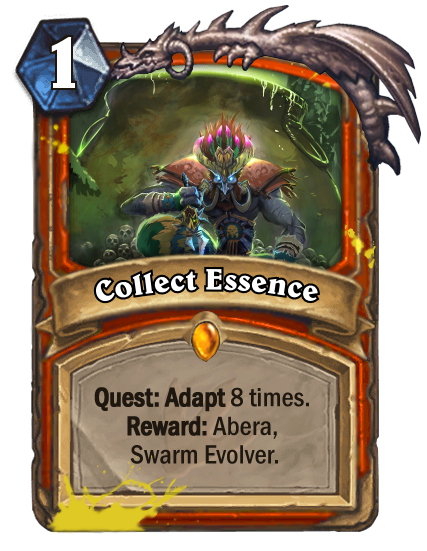 1
Collect Essence
Quest: Adapt 8 times.
Reward: Abera,
Swarm Evolver.